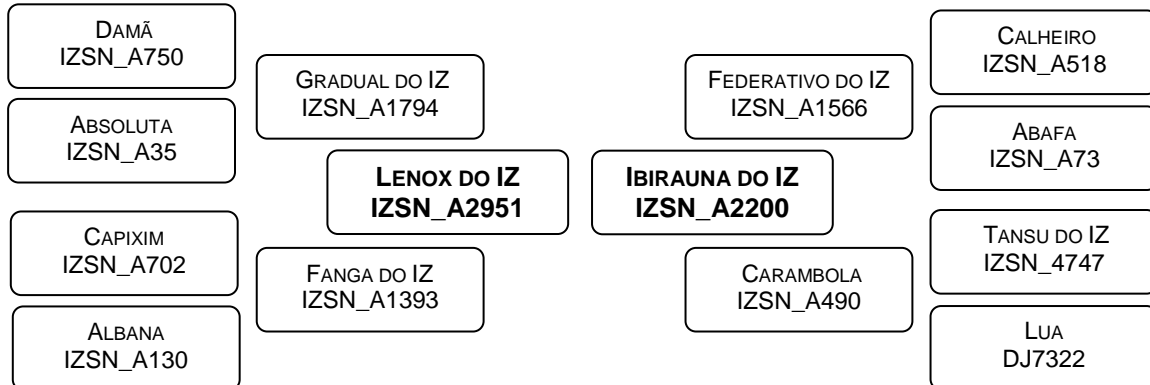 DAMÃ
IZSN_A750
ABSOLUTA
IZSN_A35
CAPIXIM
IZSN_A702
ALBANA
IZSN_A130
GRADUAL DO IZ
IZSN_A1794
FANGA DO IZ
IZSN_A1393
LENOX DO IZ
IZSN_A2951
IBIRAUNA DO IZ
IZSN_A2200
FEDERATIVO DO IZ
IZSN_A1566
CARAMBOLA
IZSN_A490
CALHEIRO
IZSN_A518
ABAFA
IZSN_A73
TANSU DO IZ
IZSN_4747
LUA
DJ7322